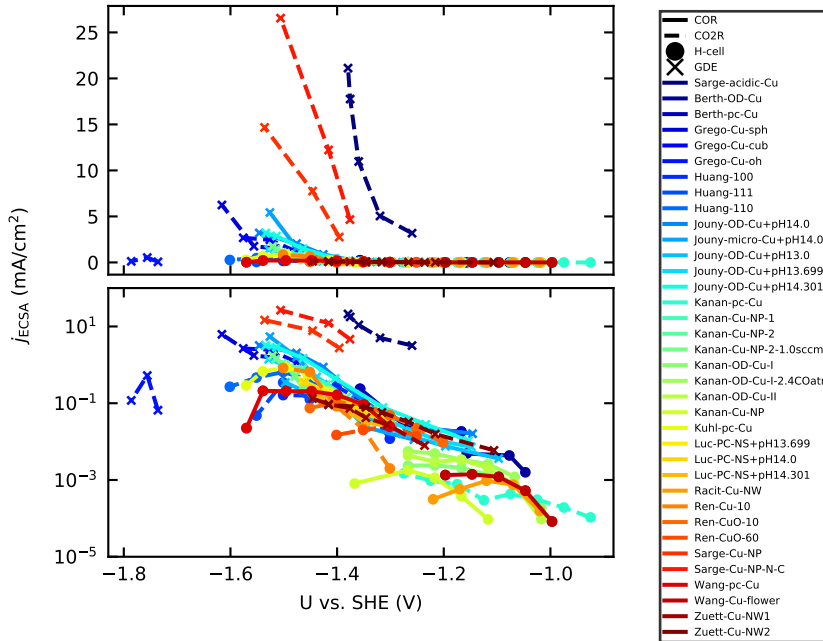 25
20
15
10
5
0
10¹
10⁻¹
10⁻³
10⁻⁵
jECSA (mA/cm²)
−1.8
−1.6
−1.4
−1.2
−1.0
U vs. SHE (V)
COR
CO2R
H-cell
GDE
Sarge-acidic-Cu
Berth-OD-Cu
Berth-pc-Cu
Grego-Cu-sph
Grego-Cu-cub
Grego-Cu-oh
Huang-100
Huang-111
Huang-110
Jouny-OD-Cu+pH14.0
Jouny-micro-Cu+pH14.0
Jouny-OD-Cu+pH13.0
Jouny-OD-Cu+pH13.699
Jouny-OD-Cu+pH14.301
Kanan-pc-Cu
Kanan-Cu-NP-1
Kanan-Cu-NP-2
Kanan-Cu-NP-2-1.0sccm
Kanan-OD-Cu-I
Kanan-OD-Cu-I-2.4COatm
Kanan-OD-Cu-II
Kanan-Cu-NP
Kuhl-pc-Cu
Luc-PC-NS+pH13.699
Luc-PC-NS+pH14.0
Luc-PC-NS+pH14.301
Racit-Cu-NW
Ren-Cu-10
Ren-CuO-10
Ren-CuO-60
Sarge-Cu-NP
Sarge-Cu-NP-N-C
Wang-pc-Cu
Wang-Cu-flower
Zuett-Cu-NW1
Zuett-Cu-NW2